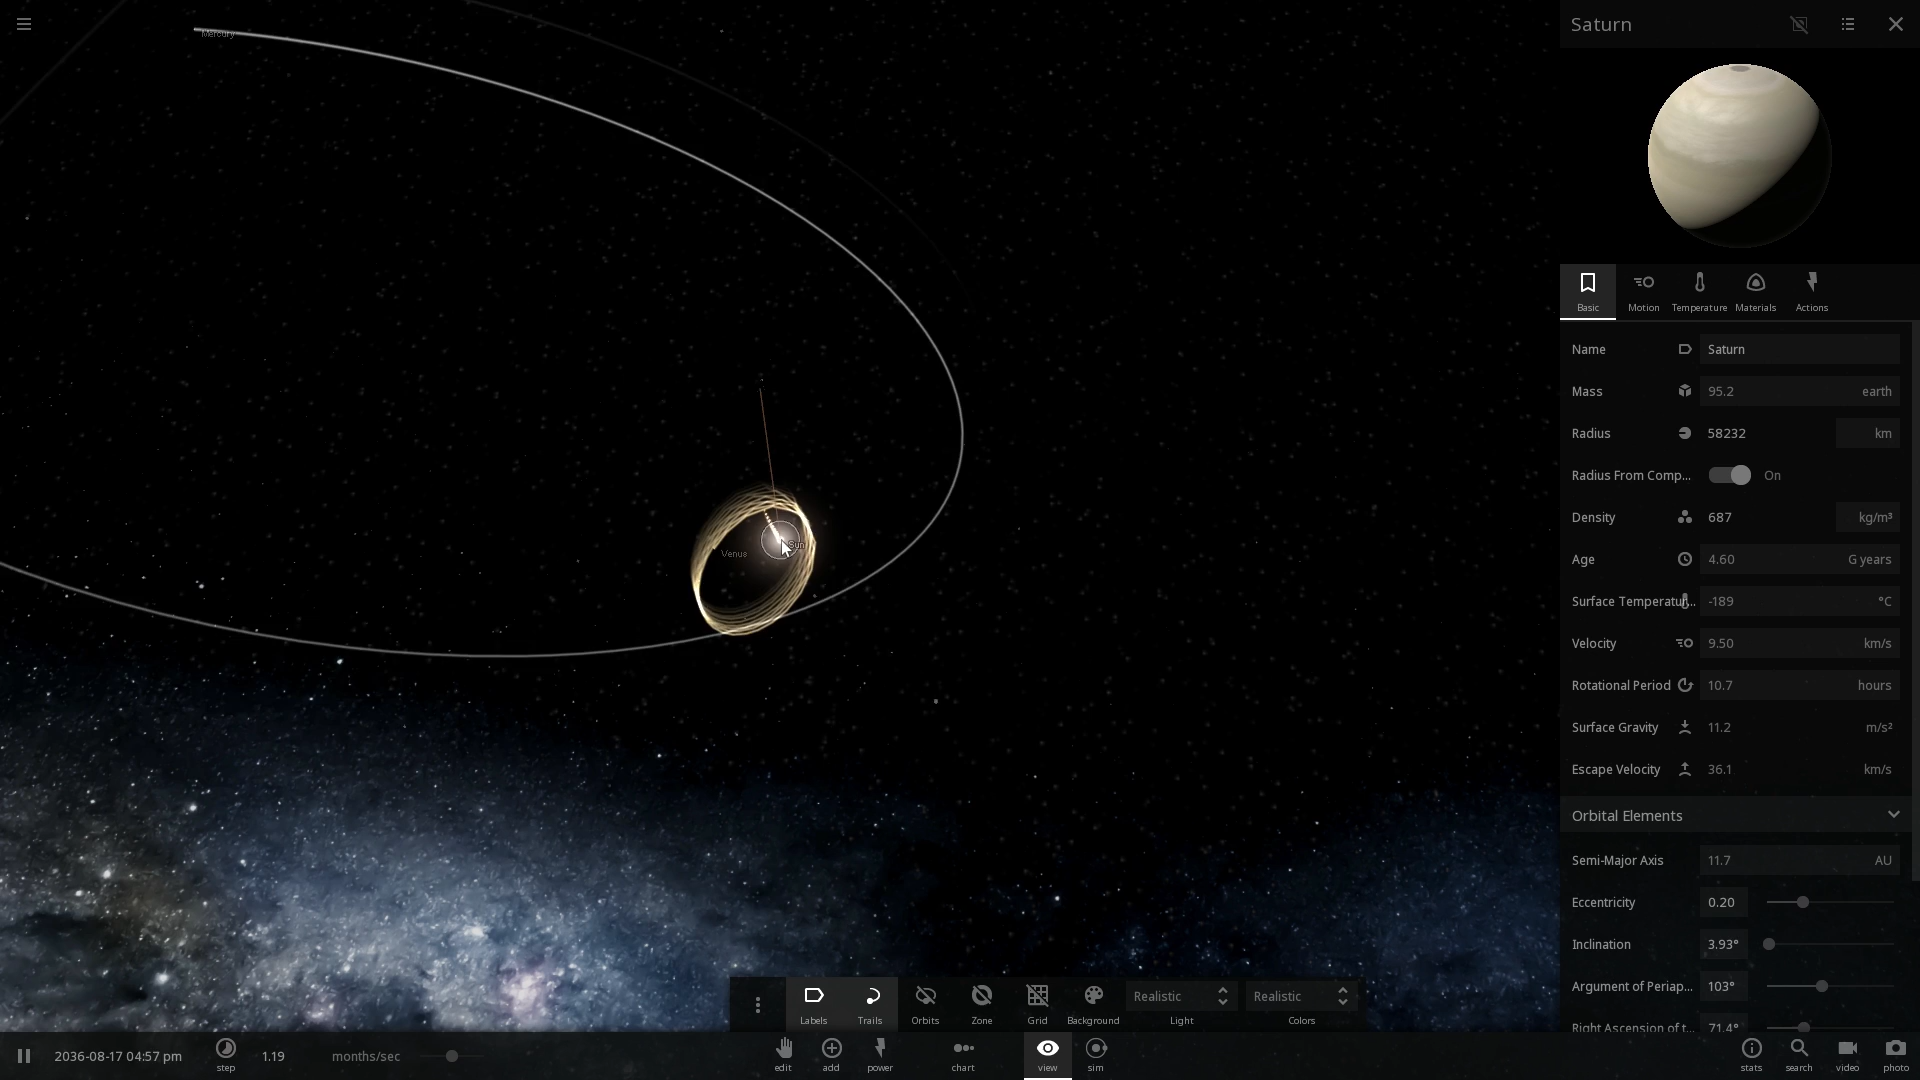 Mercury
Saturn
Basic
Motion
Temperature
Materials
Actions
Name
Saturn
Mass
95.2
earth
Radius
58232
km
Radius From Comp...
On
Density
687
kg/m³
Age
4.60
G years
Surface Temperatur...
-189
°C
Velocity
9.50
km/s
Rotational Period
10.7
hours
Surface Gravity
11.2
m/s²
Escape Velocity
36.1
km/s
Orbital Elements
Semi-Major Axis
11.7
AU
Eccentricity
0.20
Inclination
3.93°
Argument of Periap...
103°
Right Ascension of t...
71.4°
Venus
Sun
Labels
Trails
Orbits
Zone
Grid
Background
Realistic
Light
Realistic
Colors
2036-08-17 04:57 pm
step
1.19
months/sec
edit
add
power
chart
view
sim
stats
search
video
photo